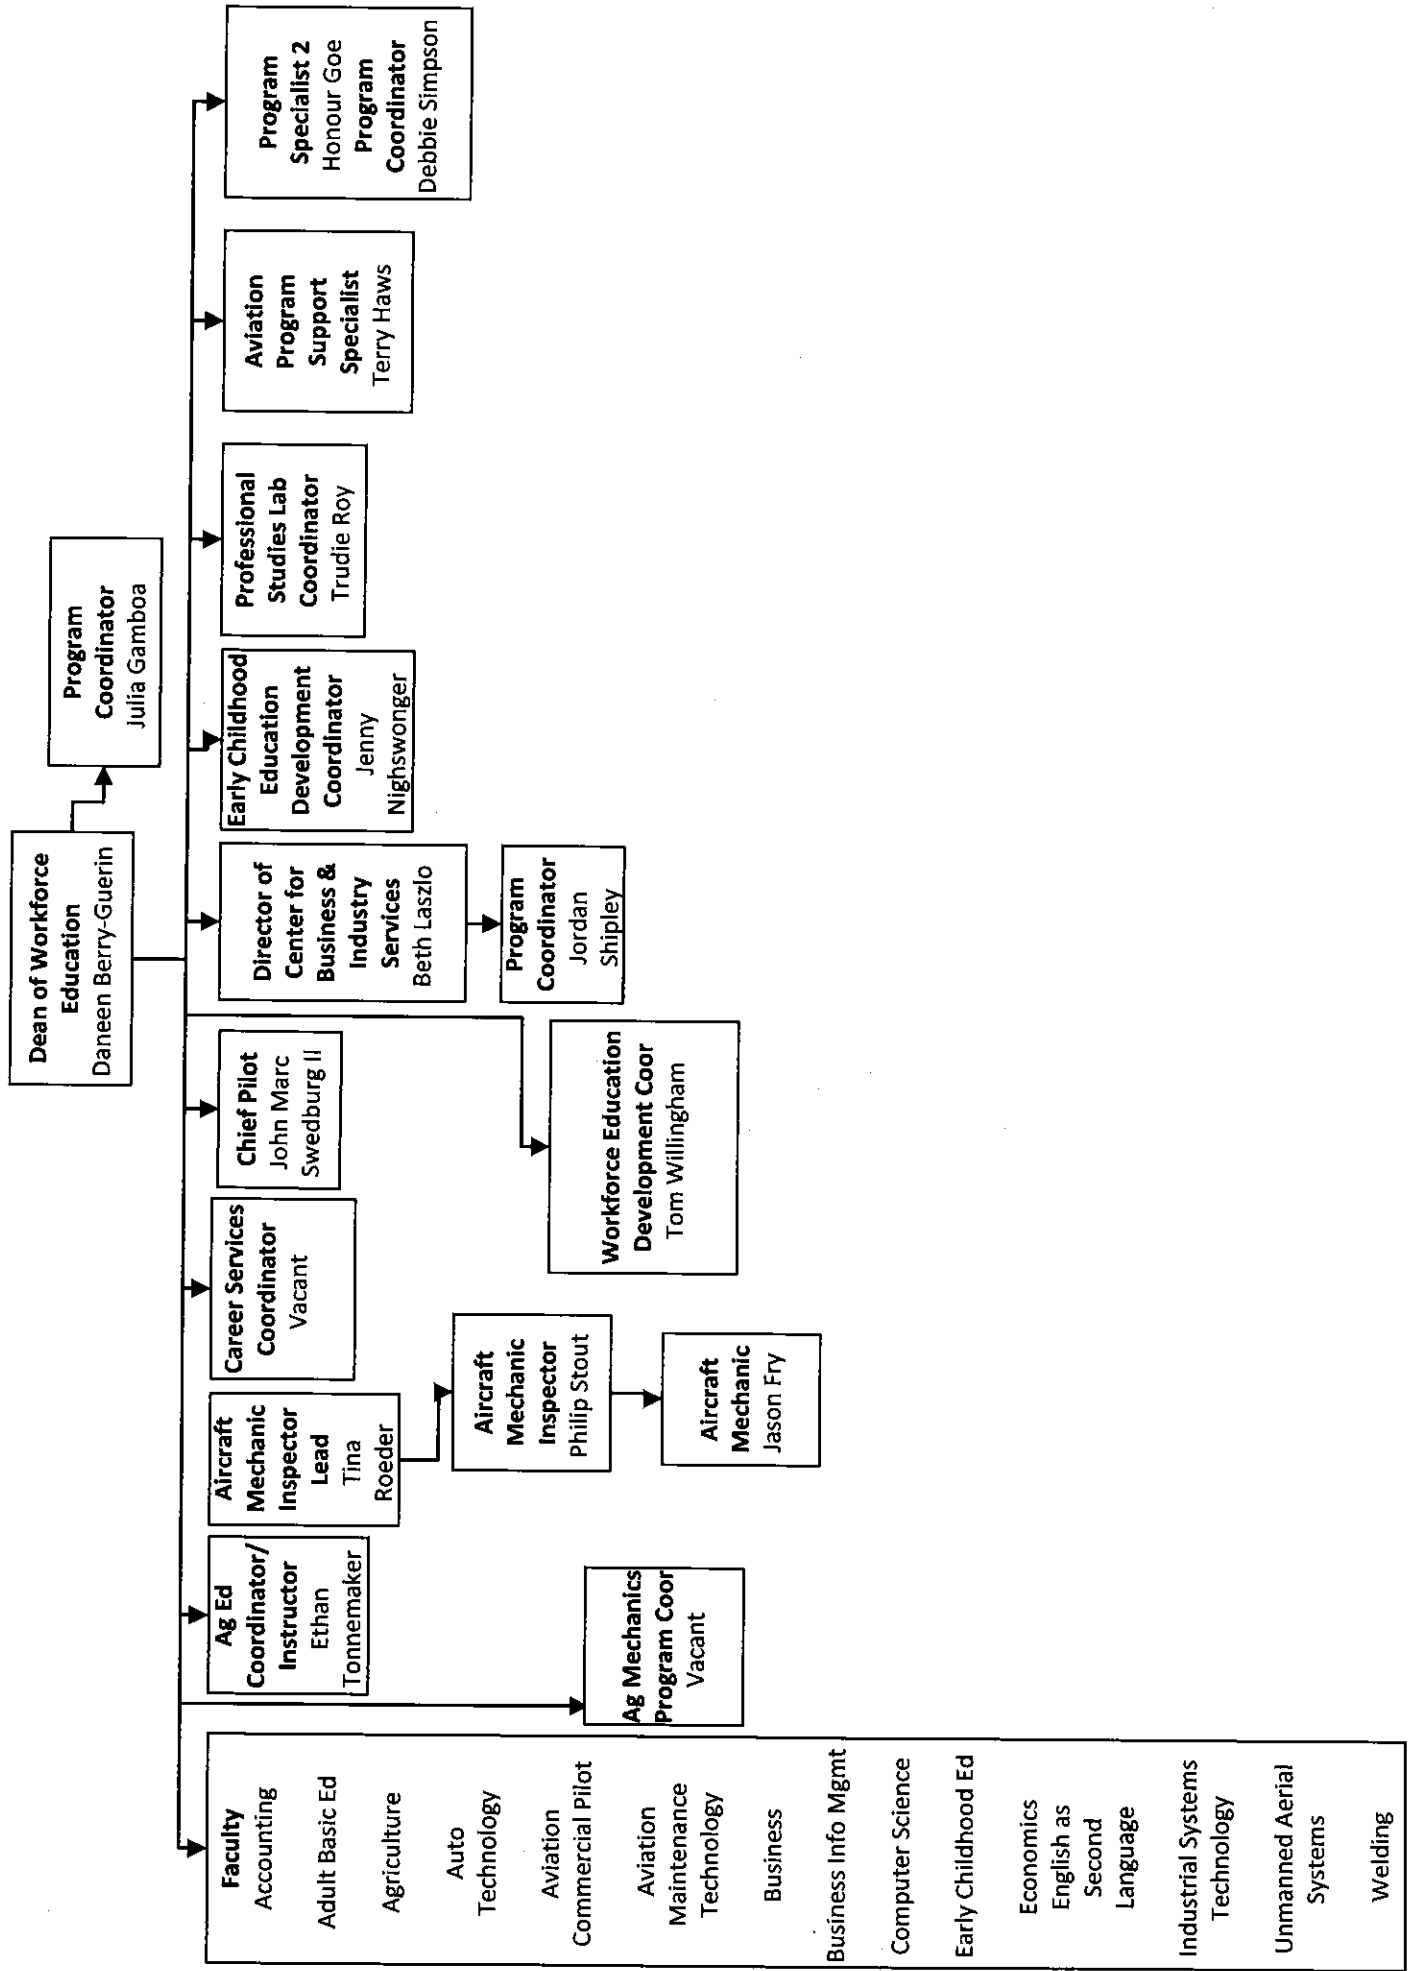 Dean of Workforce
Education
Daneen Berry-Guerin
Program
Coordinator
Julia Gamboa
Faculty
Accounting
Adult Basic Ed
Agriculture
Auto
Technology
Aviation
Commercial Pilot
Aviation
Maintenance
Technology
Business
Business Info Mgmt
Computer Science
Early Childhood Ed
Economics
English as
Second
Language
Industrial Systems
Technology
Unmanned Aerial
Systems
Welding
Ag Ed
Coordinator/
Instructor
Ethan
Tonnemaker
Ag Mechanics
Program Coor
Vacant
Aircraft
Mechanic
Inspector
Lead
Tina
Roeder
Aircraft
Mechanic
Inspector
Philip Stout
Aircraft
Mechanic
Jason Fry
Career Services
Coordinator
Vacant
Chief Pilot
John Marc
Swedburg II
Workforce Education
Development Coor
Tom Willingham
Director of
Center for
Business &
Industry
Services
Beth Laszlo
Program
Coordinator
Jordan
Shipley
Early Childhood
Education
Development
Coordinator
Jenny
Nighswonger
Professional
Studies Lab
Coordinator
Trudie Roy
Aviation
Program
Support
Specialist
Terry Haws
Program
Specialist 2
Honour Goe
Program
Coordinator
Debbie Simpson